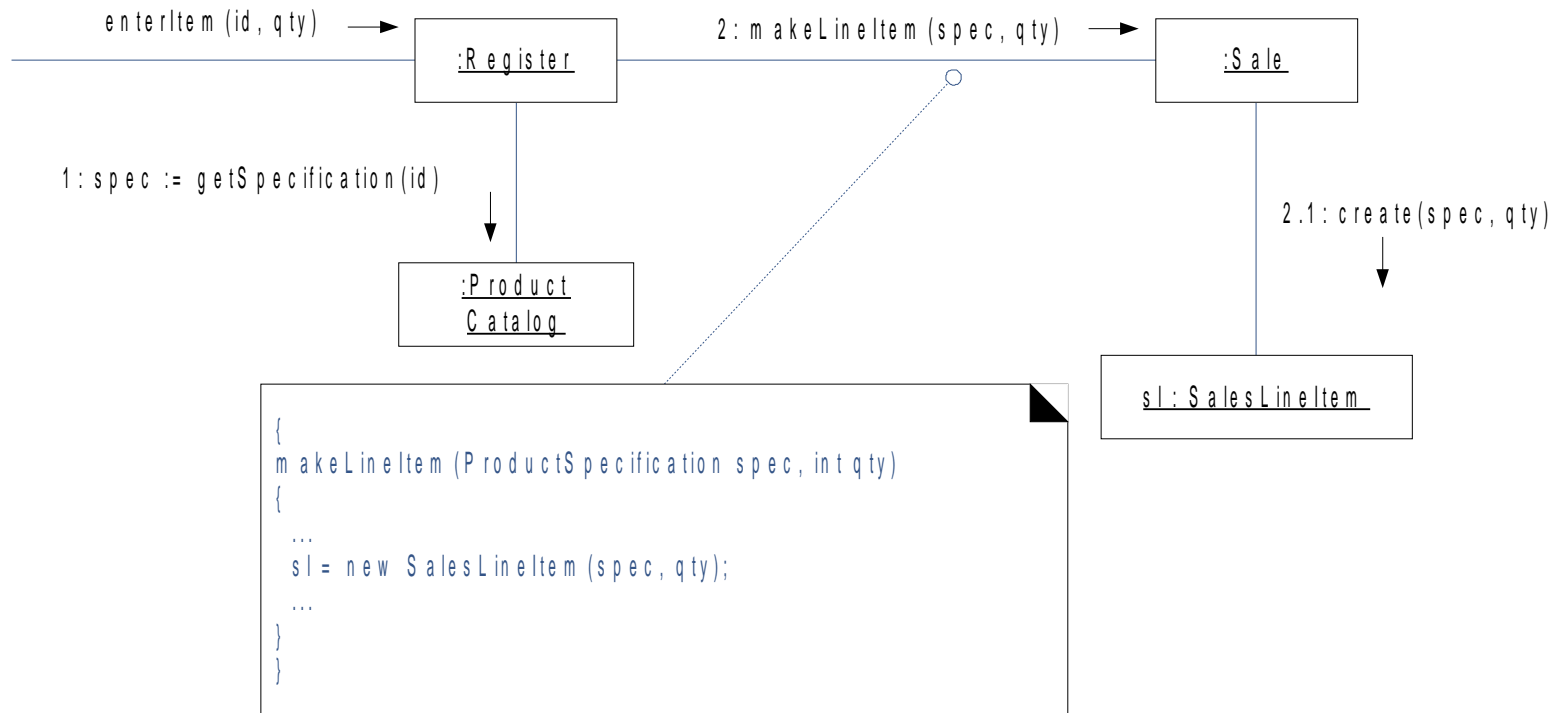 enterItem(id, qty)
2: makeLineItem(spec, qty)
:Register
:Sale
1: spec := getSpecification(id)
2.1: create(spec, qty)
:Product
Catalog
sl: SalesLineItem
{
makeLineItem(ProductSpecification spec, int qty)
{
...
sl = new SalesLineItem(spec, qty);
...
}
}